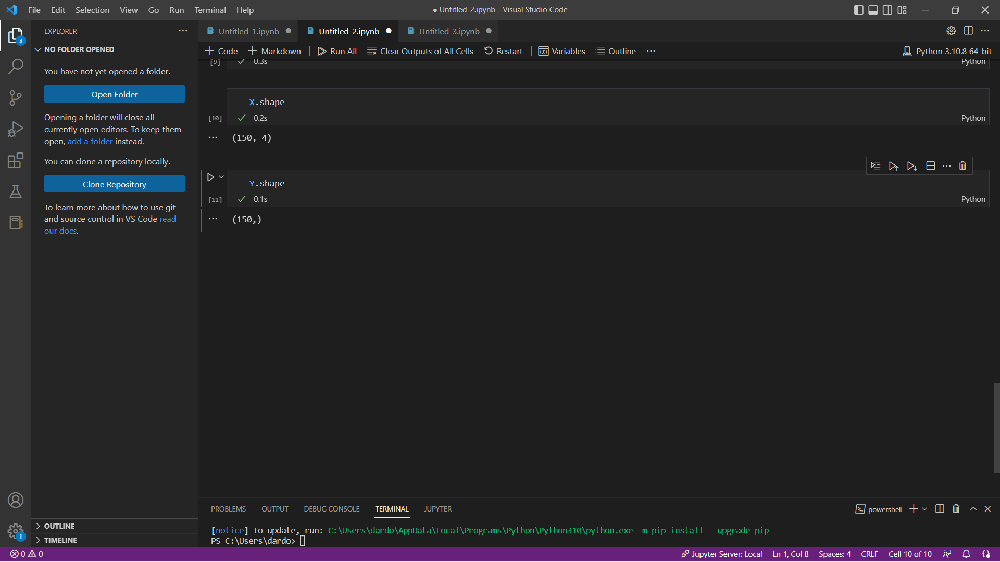 File Edit Selection View Go Run Terminal Help
● Untitled-2.ipynb - Visual Studio Code
EXPLORER
NO FOLDER OPENED
You have not yet opened a folder.
Open Folder
Opening a folder will close all
currently open editors. To keep them
open, add a folder instead.
You can clone a repository locally.
Clone Repository
To learn more about how to use git
and source control in VS Code read
our docs.
OUTLINE
TIMELINE
3
1
Untitled-1.ipynb Untitled-2.ipynb Untitled-3.ipynb
Code Markdown Run All Clear Outputs of All Cells Restart Variables Outline
Python 3.10.8 64-bit
[9] 0.3s Python
X.shape
[10] 0.2s Python
(150, 4)
Y.shape
[11] 0.1s Python
(150,)
PROBLEMS OUTPUT DEBUG CONSOLE TERMINAL JUPYTER
powershell
[notice] To update, run: C:\Users\dardo\AppData\Local\Programs\Python\Python310\python.exe -m pip install --upgrade pip
PS C:\Users\dardo>
0 0 Jupyter Server: Local Ln 1, Col 8 Spaces: 4 CRLF Cell 10 of 10